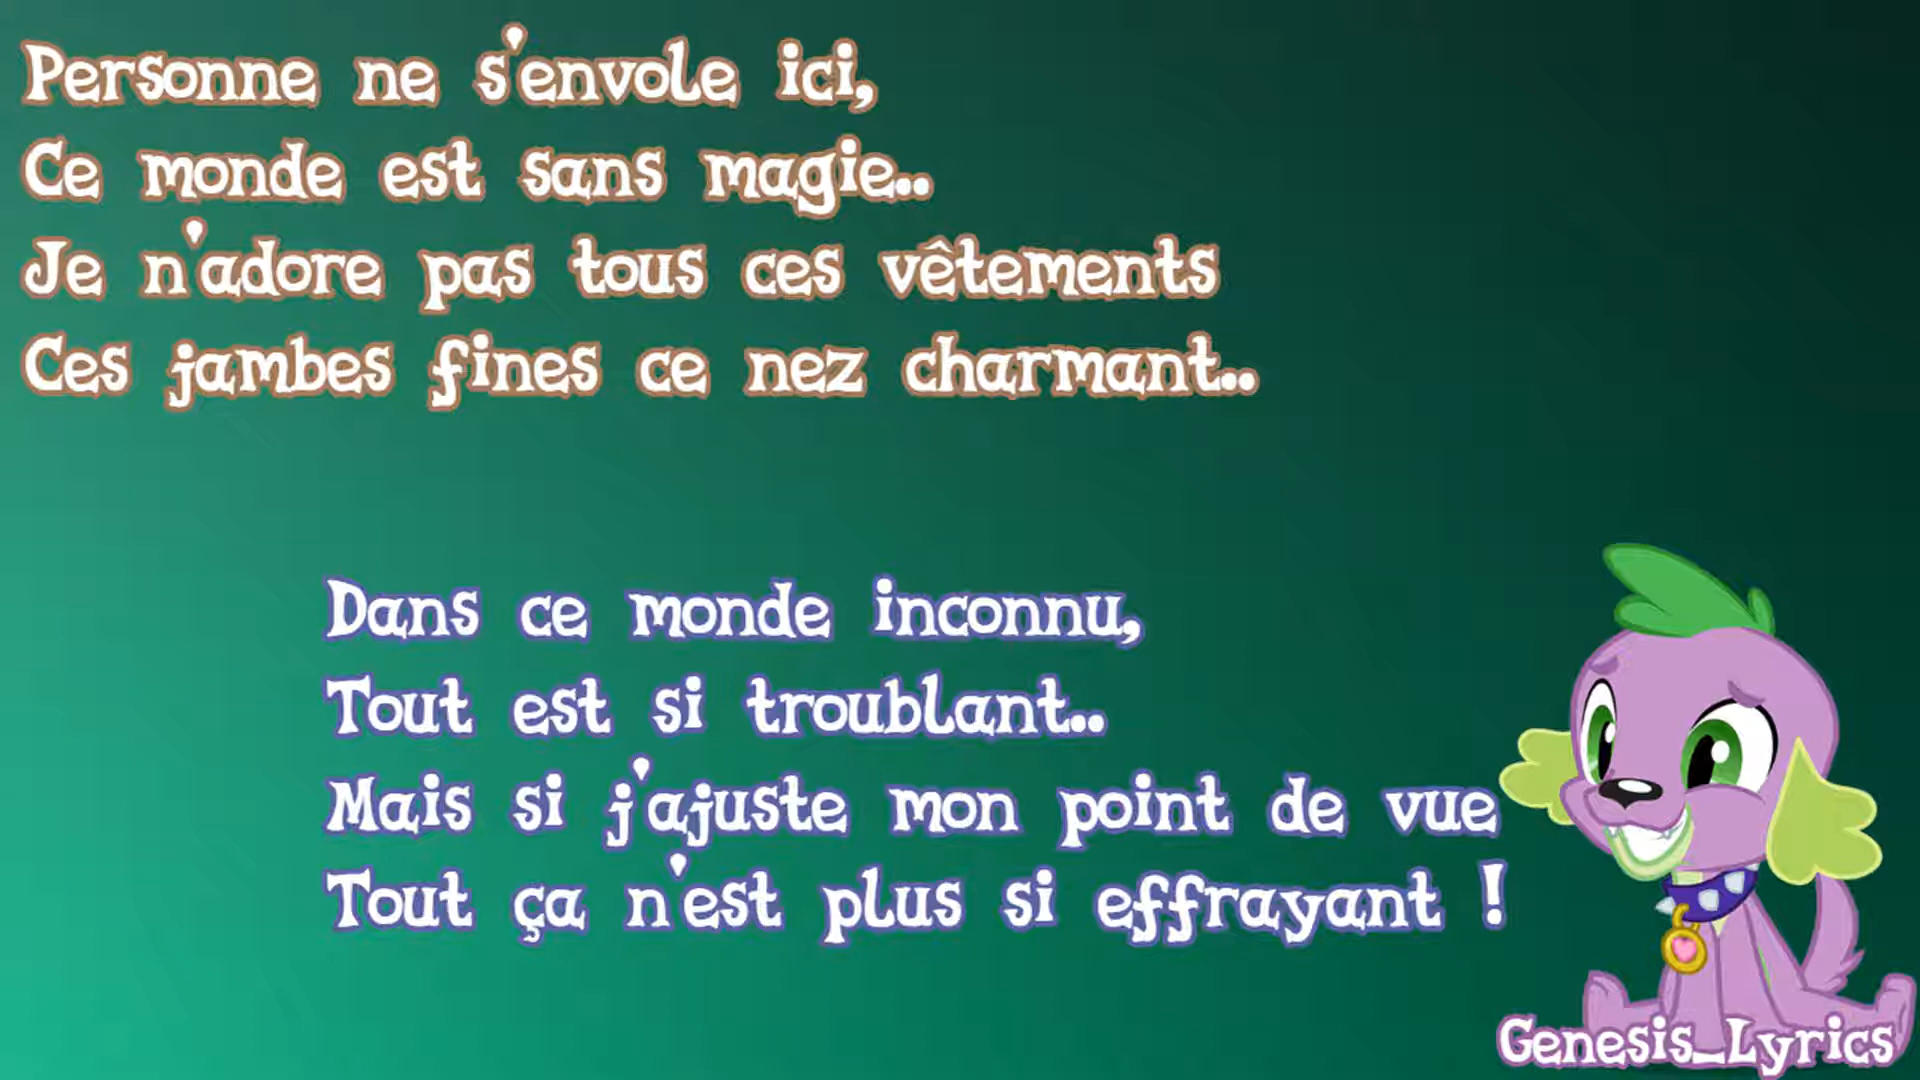 Personne ne s'envole ici,
Ce monde est sans magie..
Je n'adore pas tous ces vêtements
Ces jambes fines ce nez charmant..
Dans ce monde inconnu,
Tout est si troublant..
Mais si j'ajuste mon point de vue
Tout ça n'est plus si effrayant !
Genesis_Lyrics